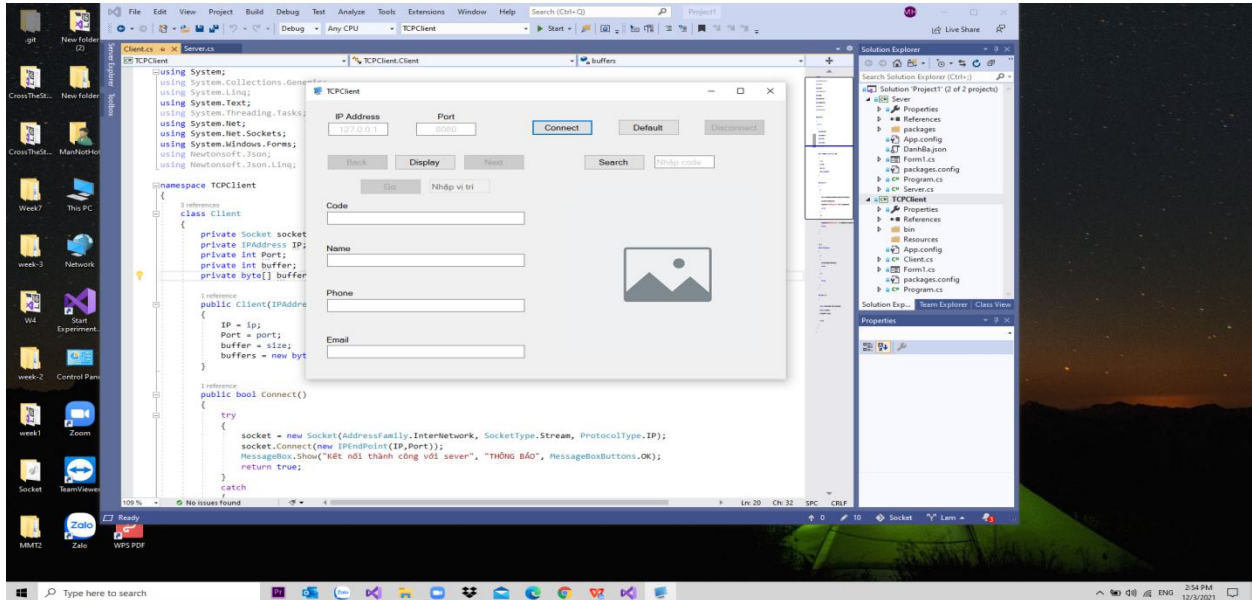 .git
New folder (2)
CrossTheSt...
New folder
CrossTheSt...
ManNotHot
Week7
This PC
week-3
Network
W4
Start Experiment...
week-2
Control Pane
week1
Zoom
Socket
TeamViewer
MMT2
Zalo
WPS PDF
File Edit View Project Build Debug Test Analyze Tools Extensions Window Help Search (Ctrl+Q) Project1
Debug Any CPU TCPClient Start Live Share
Server Explorer
Toolbox
Client.cs Server.cs
TCPClient TCPClient.Client buffers
using System;
using System.Collections.Generic;
using System.Linq;
using System.Text;
using System.Threading.Tasks;
using System.Net;
using System.Net.Sockets;
using System.Windows.Forms;
using Newtonsoft.Json;
using Newtonsoft.Json.Linq;
namespace TCPClient
{
3 references
class Client
{
private Socket socket
private IPAddress IP;
private int Port;
private int buffer;
private byte[] buffer
1 reference
public Client(IPAddre
{
IP = ip;
Port = port;
buffer = size;
buffers = new byt
}
1 reference
public bool Connect()
{
try
{
socket = new Socket(AddressFamily.InterNetwork, SocketType.Stream, ProtocolType.IP);
socket.Connect(new IPEndPoint(IP,Port));
MessageBox.Show("Kết nối thành công với sever", "THÔNG BÁO", MessageBoxButtons.OK);
return true;
}
catch
{
109 % No issues found Ln: 20 Ch: 32 SPC CRLF
Ready 0 10 Socket Lam 3
TCPClient
IP Address Port
127.0.0.1 8080 Connect Default Disconnect
Back Display Next Search Nhập code
Go Nhập vị trí
Code
Name
Phone
Email
Solution Explorer
Search Solution Explorer (Ctrl+;)
Solution 'Project1' (2 of 2 projects)
Sever
Properties
References
packages
App.config
DanhBa.json
Form1.cs
packages.config
Program.cs
Server.cs
TCPClient
Properties
References
bin
Resources
App.config
Client.cs
Form1.cs
packages.config
Program.cs
Solution Exp... Team Explorer Class View
Properties
Type here to search
ENG
2:54 PM
12/3/2021